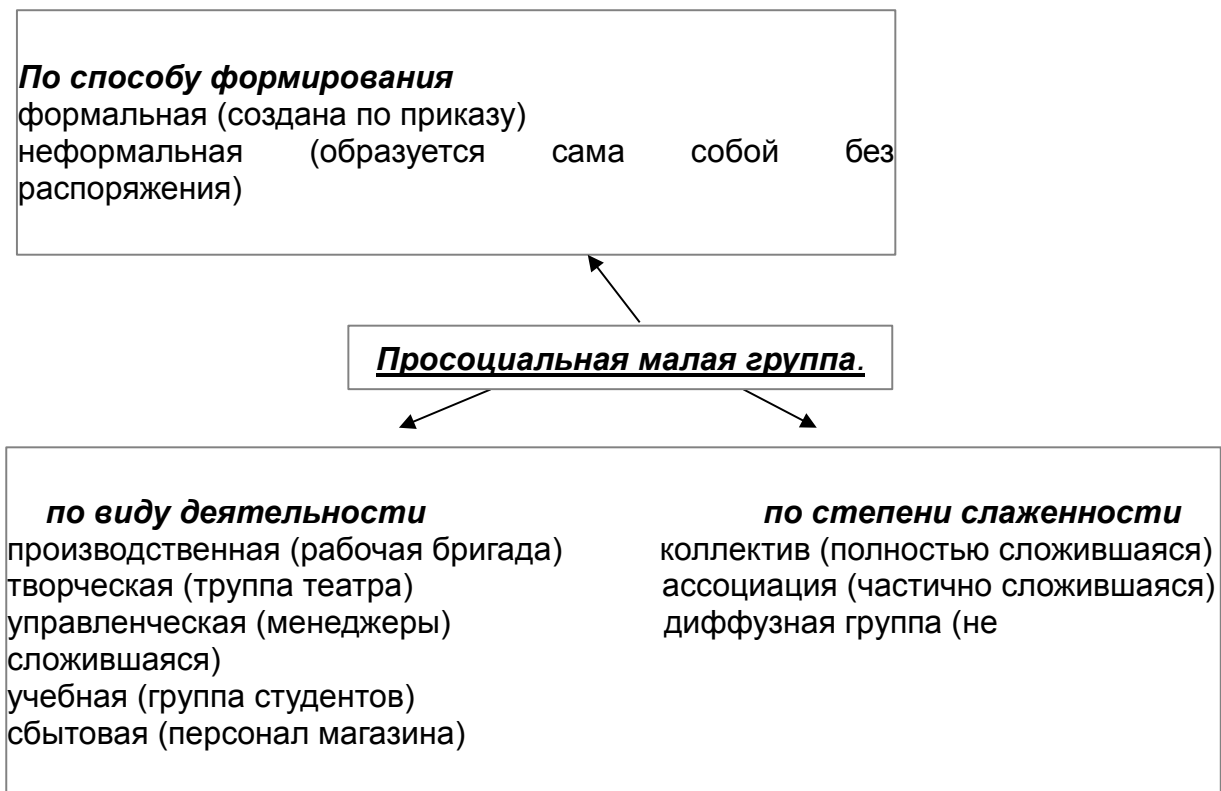 По способу формирования
формальная (создана по приказу)
неформальная (образуется сама собой без
распоряжения)
Просоциальная малая группа.
по виду деятельности по степени слаженности
производственная (рабочая бригада) коллектив (полностью сложившаяся)
творческая (труппа театра) ассоциация (частично сложившаяся)
управленческая (менеджеры) диффузная группа (не
сложившаяся)
учебная (группа студентов)
сбытовая (персонал магазина)